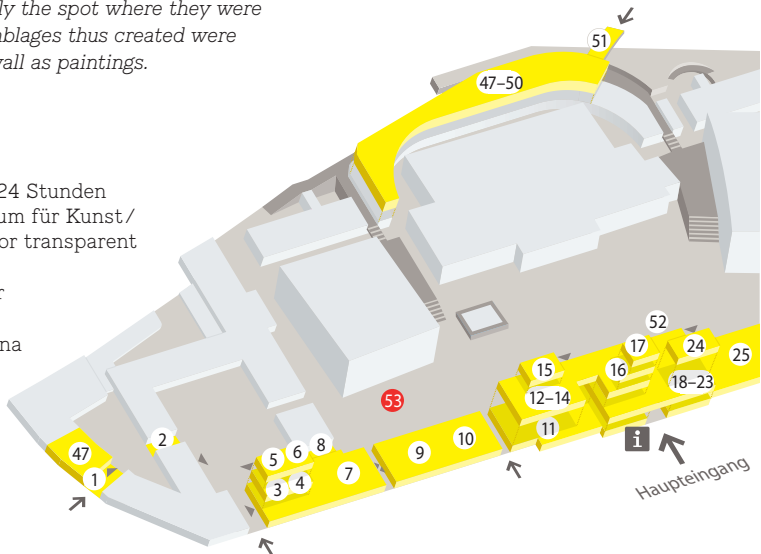 ly the spot where they were
nblages thus created were
vall as paintings.
24 Stunden
um für Kunst/
or transparent
na
51
47–50
52
17
24
15
16
25
12–14
18–23
11
i
Haupteingang
53
2
47
1
5
6
8
3
4
7
9
10